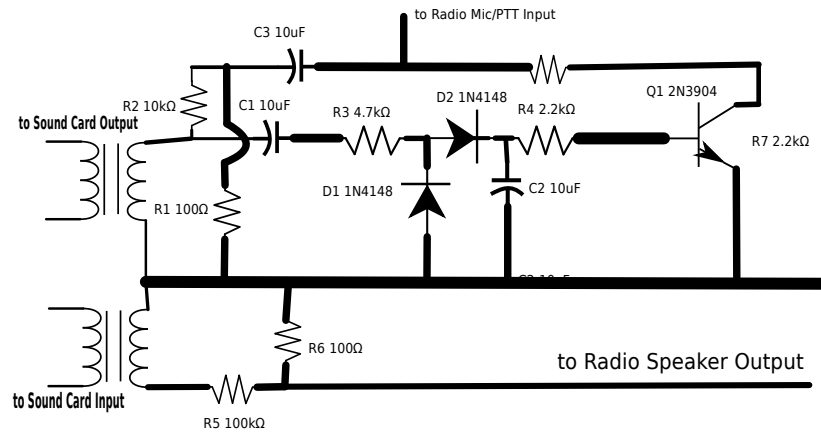 to Radio Mic/PTT Input
C3 10uF
R2 10kΩ
C1 10uF
R3 4.7kΩ
D2 1N4148
R4 2.2kΩ
Q1 2N3904
to Sound Card Output
R7 2.2kΩ
D1 1N4148
C2 10uF
R1 100Ω
R6 100Ω
to Radio Speaker Output
to Sound Card Input
R5 100kΩ